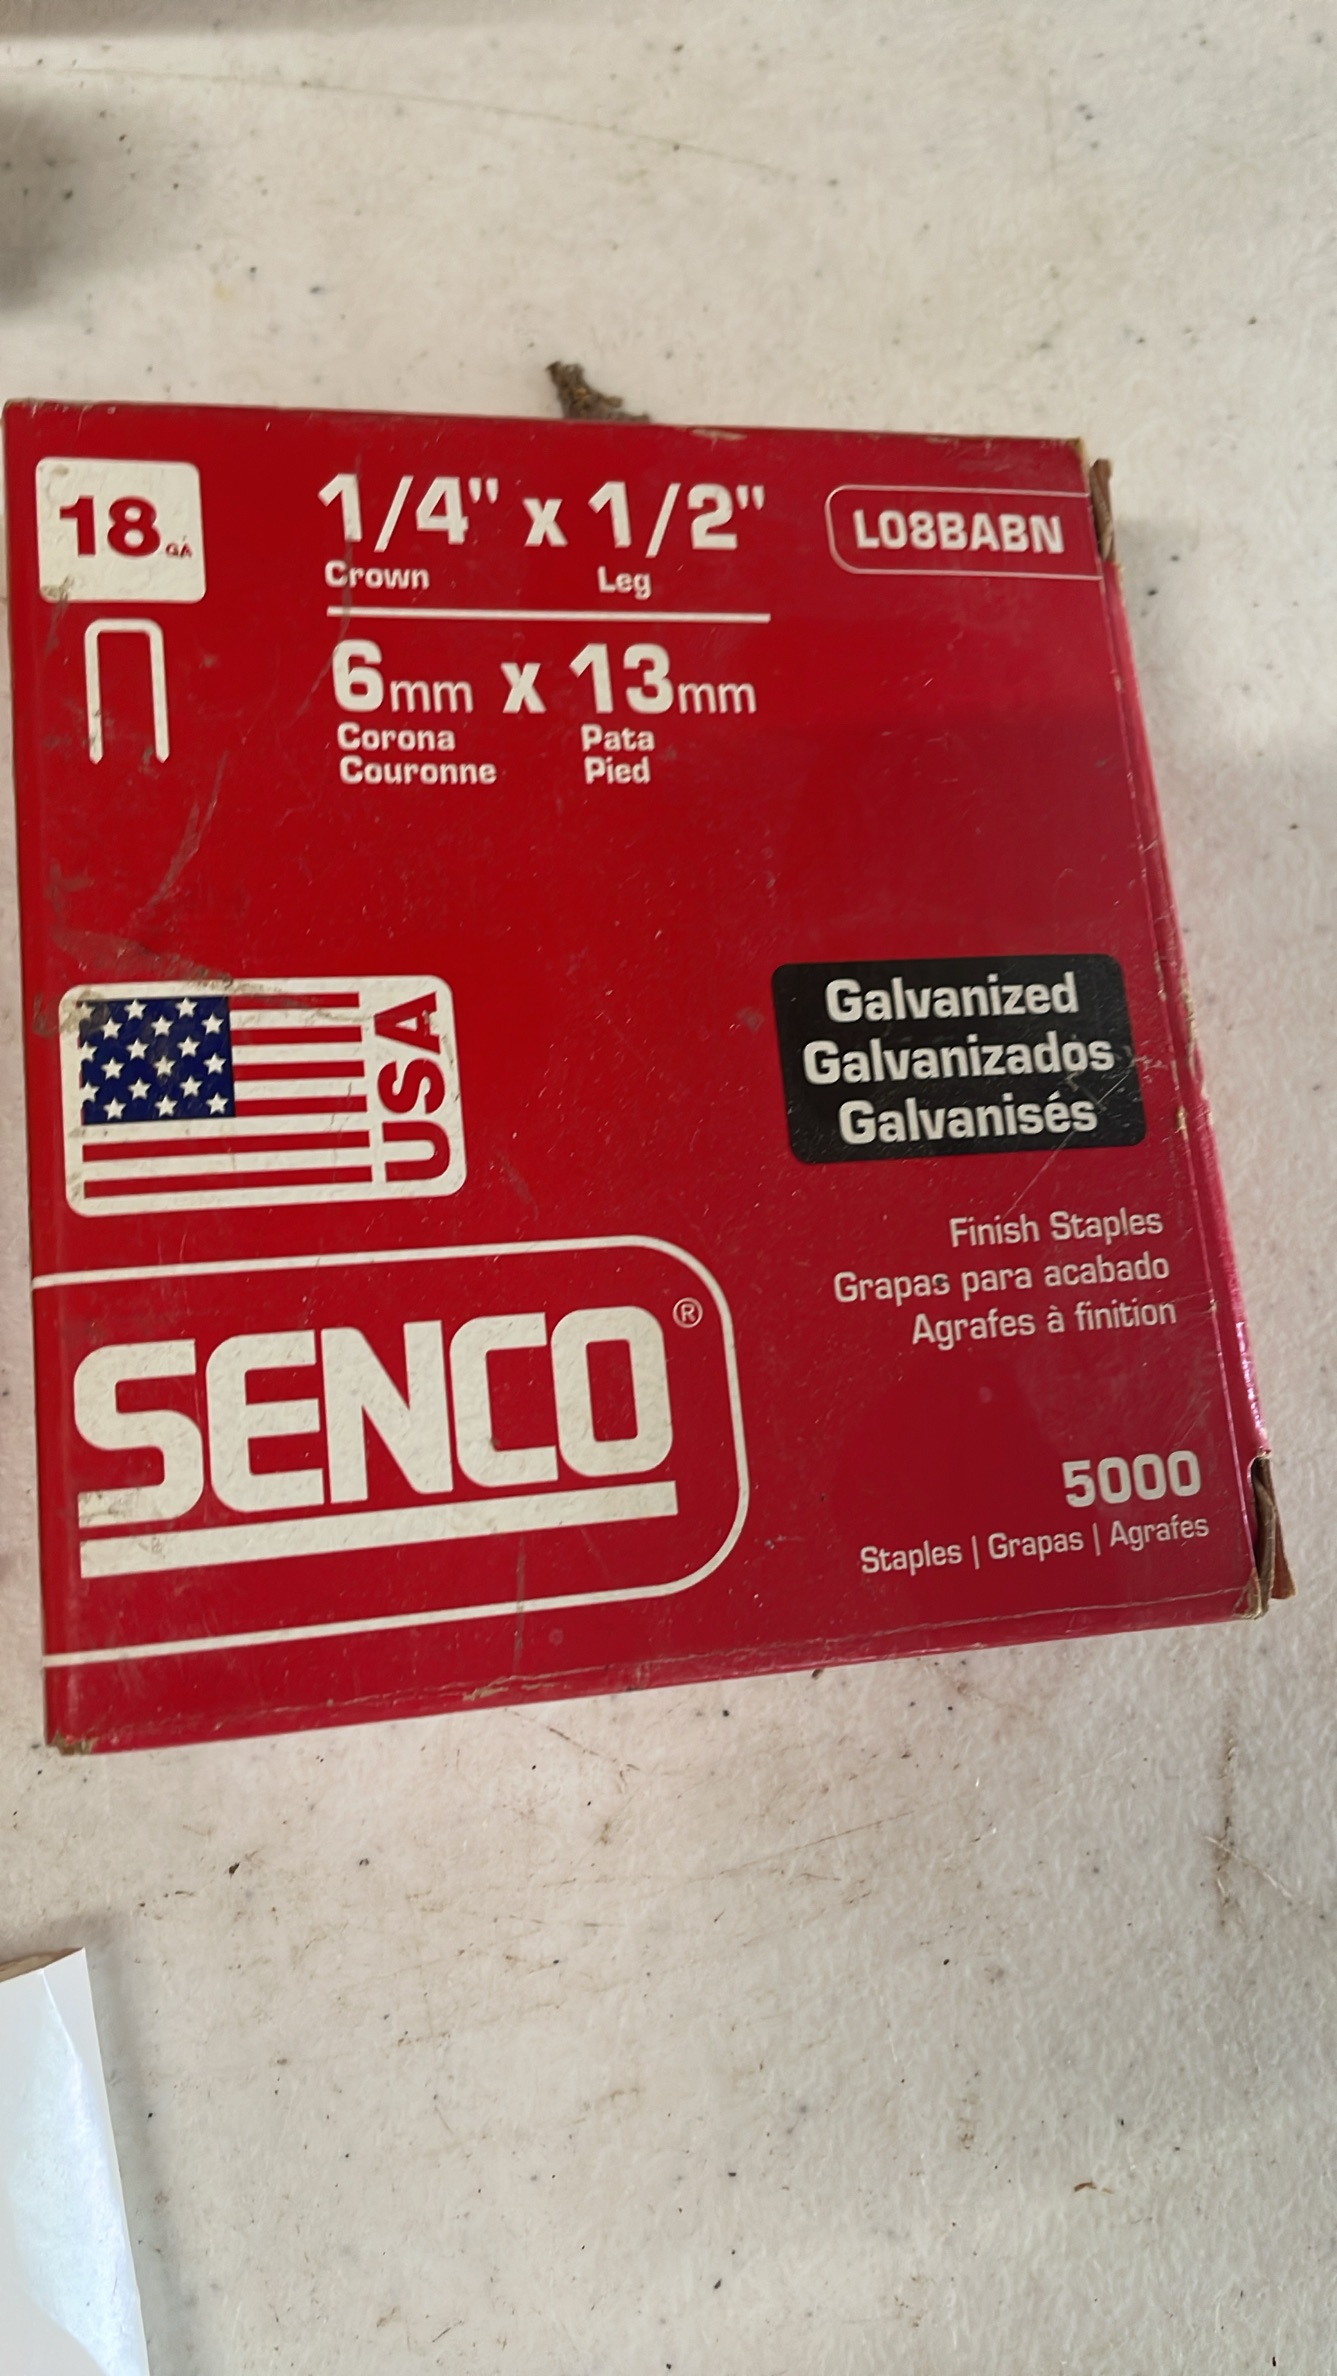 18 GA
1/4" x 1/2"
Crown Leg
L08BABN
6mm x 13mm
Corona Pata
Couronne Pied
USA
Galvanized
Galvanizados
Galvanisés
Finish Staples
Grapas para acabado
Agrafes à finition
SENCO®
5000
Staples | Grapas | Agrafes